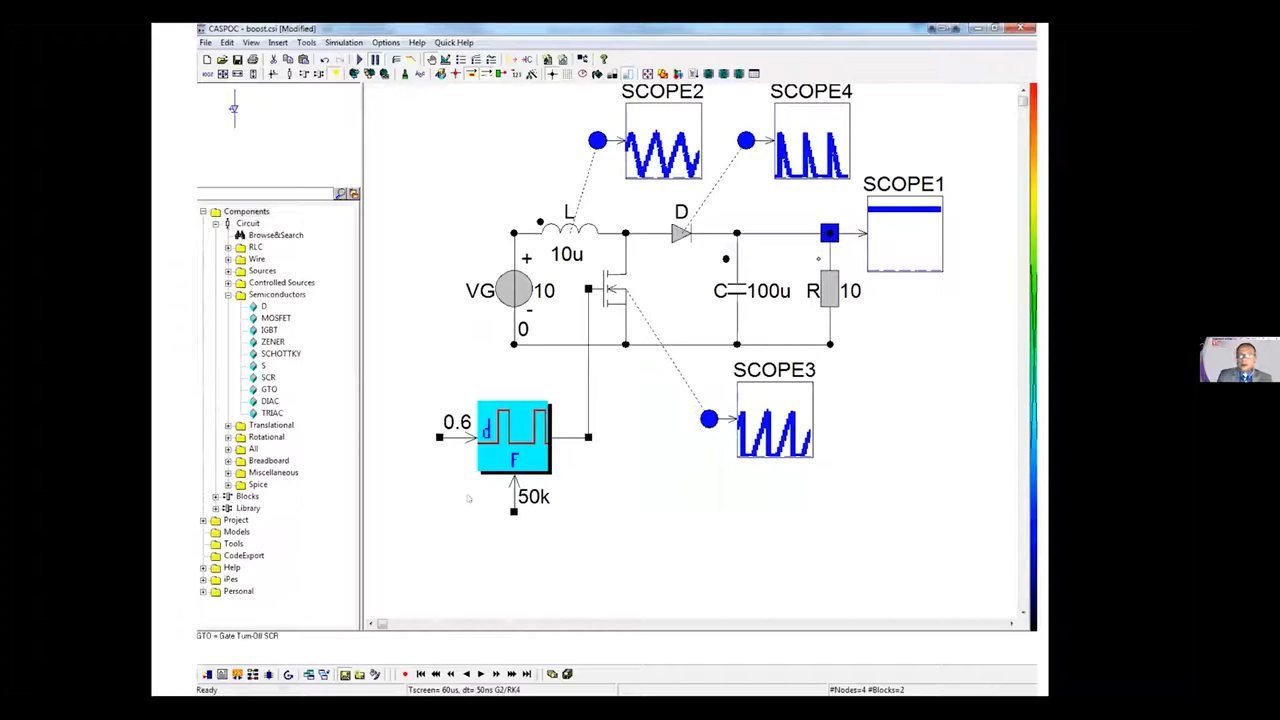 CASPOC - boost.csi [Modified]
File Edit View Insert Tools Simulation Options Help Quick Help
Components
Circuit
Browse&Search
RLC
Wire
Sources
Controlled Sources
Semiconductors
D
MOSFET
IGBT
ZENER
SCHOTTKY
S
SCR
GTO
DIAC
TRIAC
Translational
Rotational
All
Breadboard
Miscellaneous
Spice
Blocks
Library
Project
Models
Tools
CodeExport
Help
iPes
Personal
GTO = Gate Turn-Off SCR
SCOPE2
SCOPE4
SCOPE1
L
D
10u
+
VG
10
-
0
C
100u
R
10
SCOPE3
0.6
d
F
50k
Ready
Tscreen= 60us, dt= 50ns G2/RK4
#Nodes=4 #Blocks=2